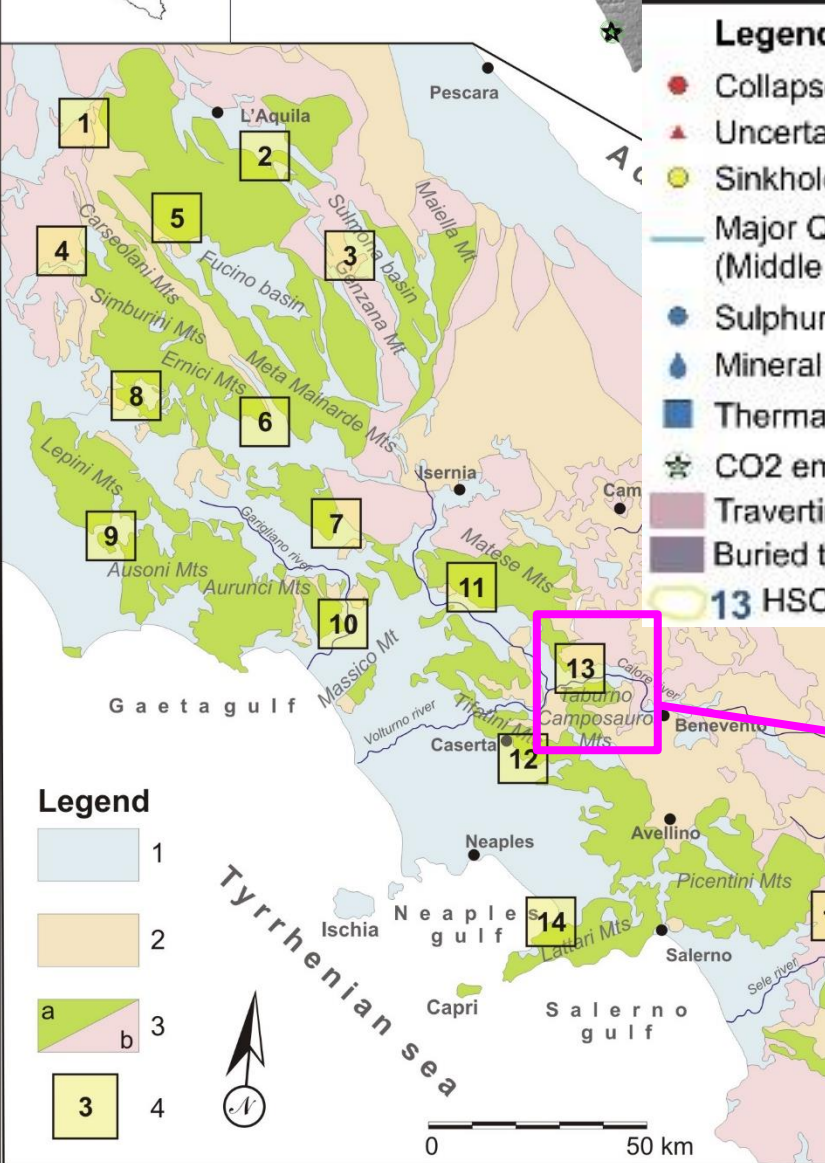 Pescara
L'Aquila
1
2
5
4
3
Carseolani Mts
Sulmona basin
Maiella Mt
Genzana Mt
Fucino basin
Simburini Mts
Ernici Mts
Meta Mainarde Mts
8
6
Lepini Mts
Isernia
Cam
7
Garigliano river
9
Ausoni Mts
Aurunci Mts
Matese Mts
11
10
Massico Mt
13
Calore river
Taburno
Camposauro
Mts
Gaeta gulf
Volturno river
Tifatini Mts
Caserta
12
Benevento
Avellino
Neaples
Picentini Mts
Ischia
Neaples
gulf
14
Lattari Mts
Salerno
Sele river
Capri
Salerno
gulf
Tyrrhenian sea
Legend
1
2
a
b
3
3
4
N
0
50 km
Legend
Collaps
Uncerta
Sinkhol
Major Q
(Middle
Sulphur
Mineral
Therma
CO2 em
Traverti
Buried t
13 HSC